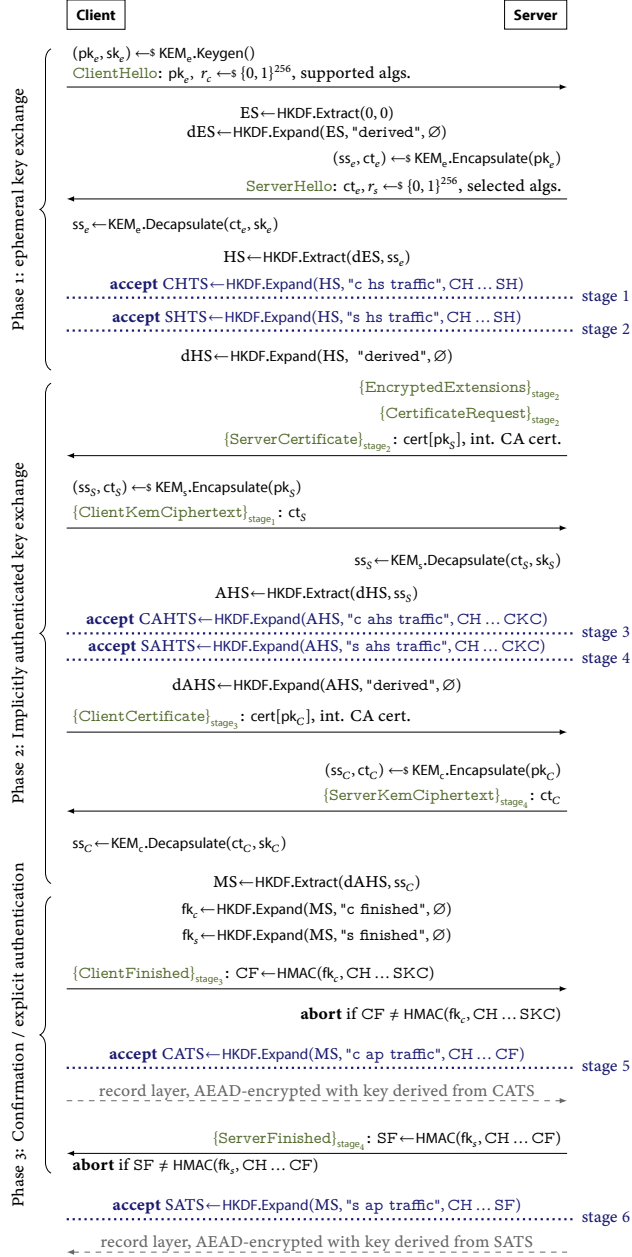 Client
Server
(pk_e, sk_e) ←$ KEM_e.Keygen()
ClientHello: pk_e, r_c ←$ {0, 1}^256, supported algs.
ES←HKDF.Extract(0, 0)
dES←HKDF.Expand(ES, "derived", ∅)
(ss_e, ct_e) ←$ KEM_e.Encapsulate(pk_e)
ServerHello: ct_e, r_s ←$ {0, 1}^256, selected algs.
ss_e←KEM_e.Decapsulate(ct_e, sk_e)
HS←HKDF.Extract(dES, ss_e)
accept CHTS←HKDF.Expand(HS, "c hs traffic", CH … SH)
stage 1
accept SHTS←HKDF.Expand(HS, "s hs traffic", CH … SH)
stage 2
dHS←HKDF.Expand(HS, "derived", ∅)
Phase 1: ephemeral key exchange
{EncryptedExtensions}_stage_2
{CertificateRequest}_stage_2
{ServerCertificate}_stage_2: cert[pk_S], int. CA cert.
(ss_S, ct_S) ←$ KEM_s.Encapsulate(pk_S)
{ClientKemCiphertext}_stage_1: ct_S
ss_S←KEM_s.Decapsulate(ct_S, sk_S)
AHS←HKDF.Extract(dHS, ss_S)
accept CAHTS←HKDF.Expand(AHS, "c ahs traffic", CH … CKC)
stage 3
accept SAHTS←HKDF.Expand(AHS, "s ahs traffic", CH … CKC)
stage 4
dAHS←HKDF.Expand(AHS, "derived", ∅)
{ClientCertificate}_stage_3: cert[pk_C], int. CA cert.
(ss_C, ct_C) ←$ KEM_c.Encapsulate(pk_C)
{ServerKemCiphertext}_stage_4: ct_C
ss_C←KEM_c.Decapsulate(ct_C, sk_C)
MS←HKDF.Extract(dAHS, ss_C)
Phase 2: Implicitly authenticated key exchange
fk_c←HKDF.Expand(MS, "c finished", ∅)
fk_s←HKDF.Expand(MS, "s finished", ∅)
{ClientFinished}_stage_3: CF←HMAC(fk_c, CH … SKC)
abort if CF ≠ HMAC(fk_c, CH … SKC)
accept CATS←HKDF.Expand(MS, "c ap traffic", CH … CF)
stage 5
record layer, AEAD-encrypted with key derived from CATS
{ServerFinished}_stage_4: SF←HMAC(fk_s, CH … CF)
abort if SF ≠ HMAC(fk_s, CH … CF)
Phase 3: Confirmation / explicit authentication
accept SATS←HKDF.Expand(MS, "s ap traffic", CH … SF)
stage 6
record layer, AEAD-encrypted with key derived from SATS